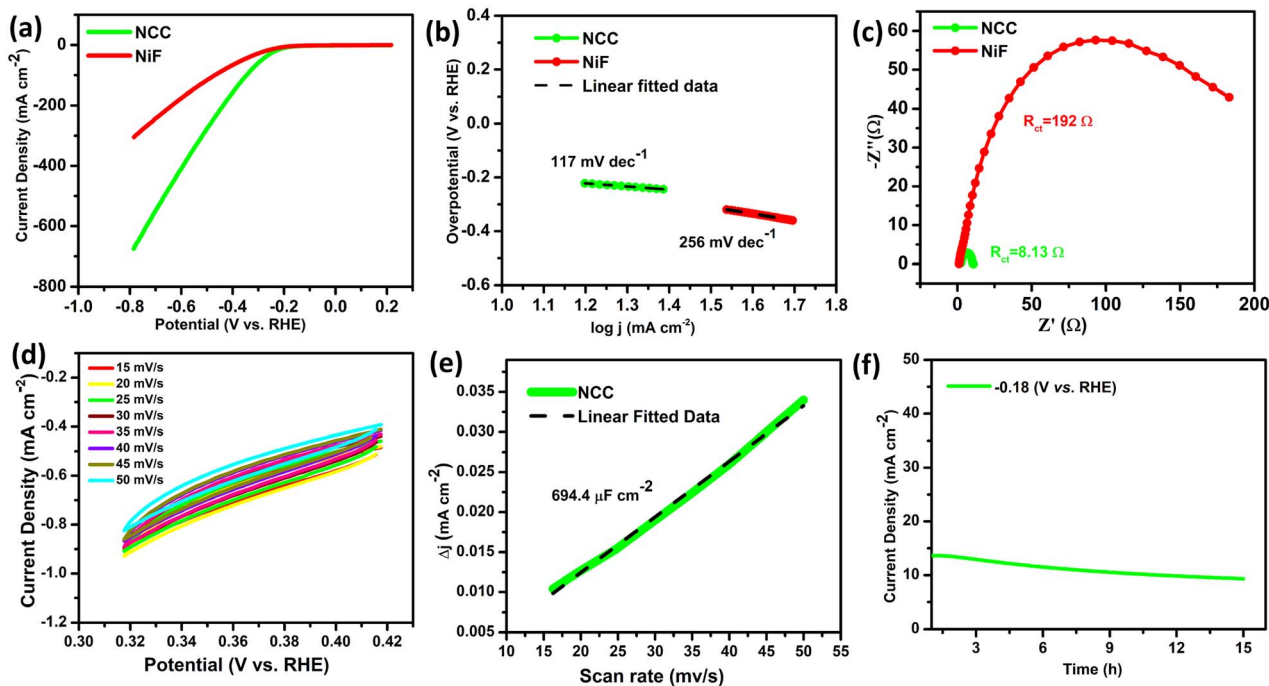 (a)
NCC
NiF
0
-200
-400
-600
-800
-0.8 -0.6 -0.4 -0.2 0.0 0.2
Current Density (mA cm-2)
Potential (V vs. RHE)
(b)
NCC
NiF
Linear fitted data
0.4
0.2
0.0
-0.2
-0.4
-0.6
117 mV dec-1
256 mV dec-1
1.0 1.1 1.2 1.3 1.4 1.5 1.6 1.7 1.8
Overpotential (V vs. RHE)
log j (mA cm-2)
(c)
NCC
NiF
60
50
40
30
20
10
0
Rct=192 Ω
Rct=8.13 Ω
0 50 100 150 200
-Z"(Ω)
Z' (Ω)
(d)
15 mV/s
20 mV/s
25 mV/s
30 mV/s
35 mV/s
40 mV/s
45 mV/s
50 mV/s
-0.2
-0.4
-0.6
-0.8
-1.0
-1.2
0.30 0.32 0.34 0.36 0.38 0.40 0.42
Current Density (mA cm-2)
Potential (V vs. RHE)
(e)
NCC
Linear Fitted Data
0.035
0.030
0.025
0.020
0.015
0.010
0.005
694.4 μF cm-2
10 15 20 25 30 35 40 45 50 55
Δj (mA cm-2)
Scan rate (mv/s)
(f)
-0.18 (V vs. RHE)
50
40
30
20
10
0
3 6 9 12 15
Current Density (mA cm-2)
Time (h)